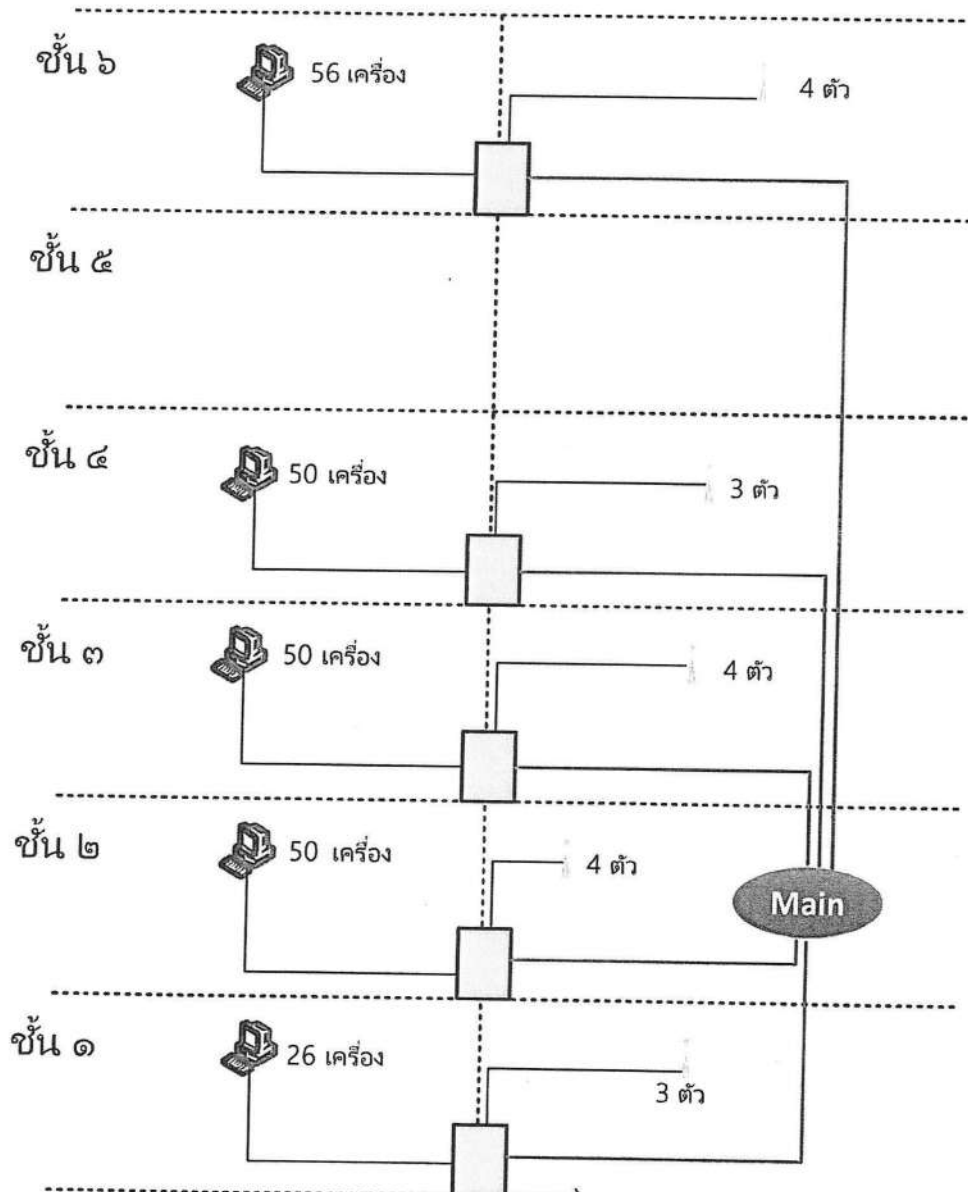 ชั้น ๖
56 เครื่อง
4 ตัว
ชั้น ๕
ชั้น ๔
50 เครื่อง
3 ตัว
ชั้น ๓
50 เครื่อง
4 ตัว
ชั้น ๒
50 เครื่อง
4 ตัว
Main
ชั้น ๑
26 เครื่อง
3 ตัว